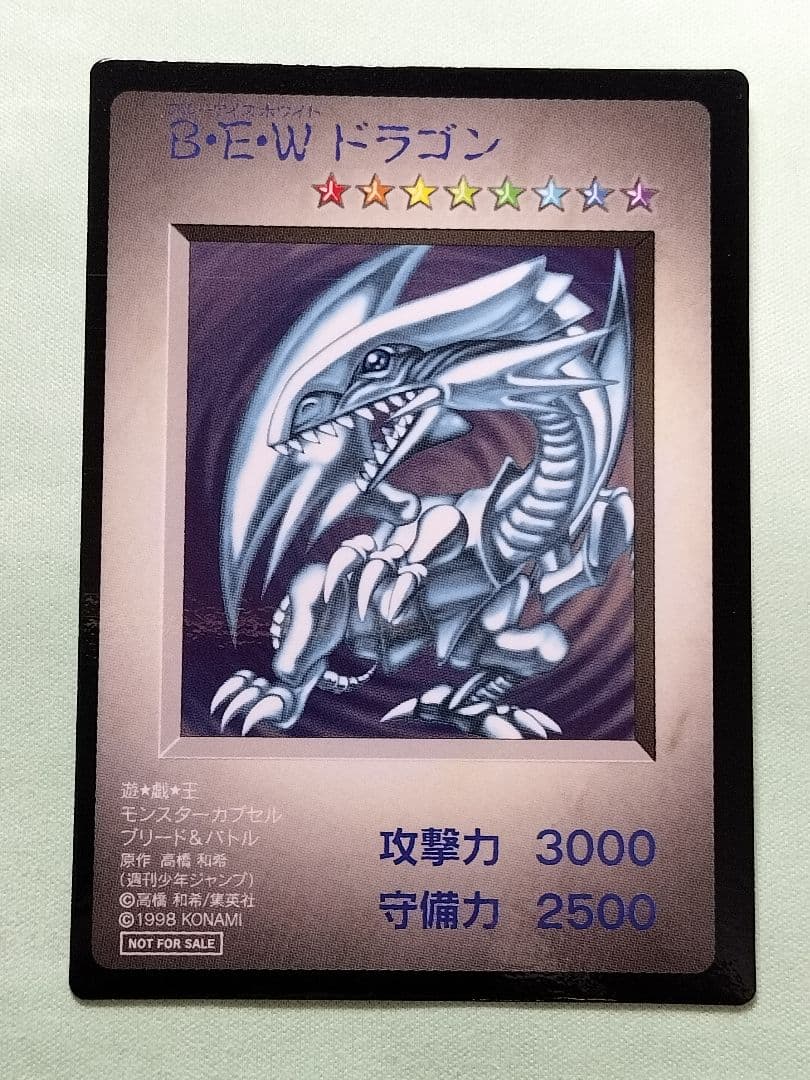 ブルーアイズホワイト
B・E・W ドラゴン
攻撃力 3000
守備力 2500
遊★戯★王
モンスターカプセル
ブリード&バトル
原作 高橋 和希
(週刊少年ジャンプ)
©高橋 和希/集英社
©1998 KONAMI
NOT FOR SALE